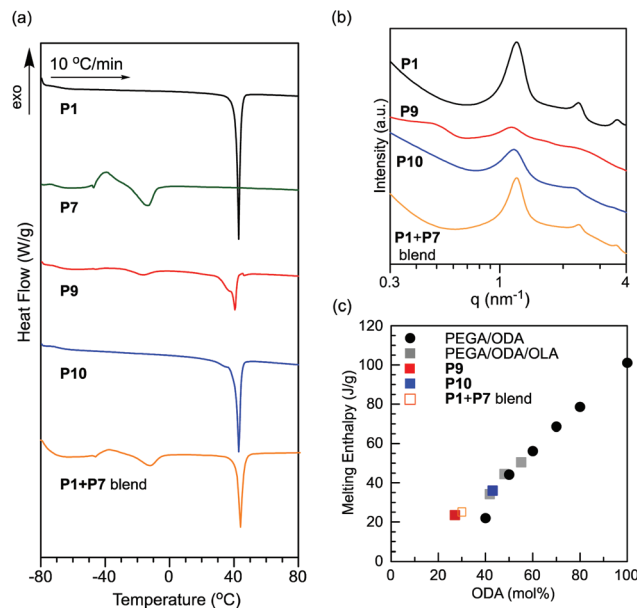 (a)
exo
10 °C/min
P1
P7
P9
P10
P1+P7 blend
Heat Flow (W/g)
-80 -40 0 40 80
Temperature (°C)
(b)
P1
P9
P10
P1+P7
blend
Intensity (a.u.)
0.3 1 4
q (nm⁻¹)
(c)
PEGA/ODA
PEGA/ODA/OLA
P9
P10
P1+P7 blend
Melting Enthalpy (J/g)
120
100
80
60
40
20
0
0 20 40 60 80 100
ODA (mol%)